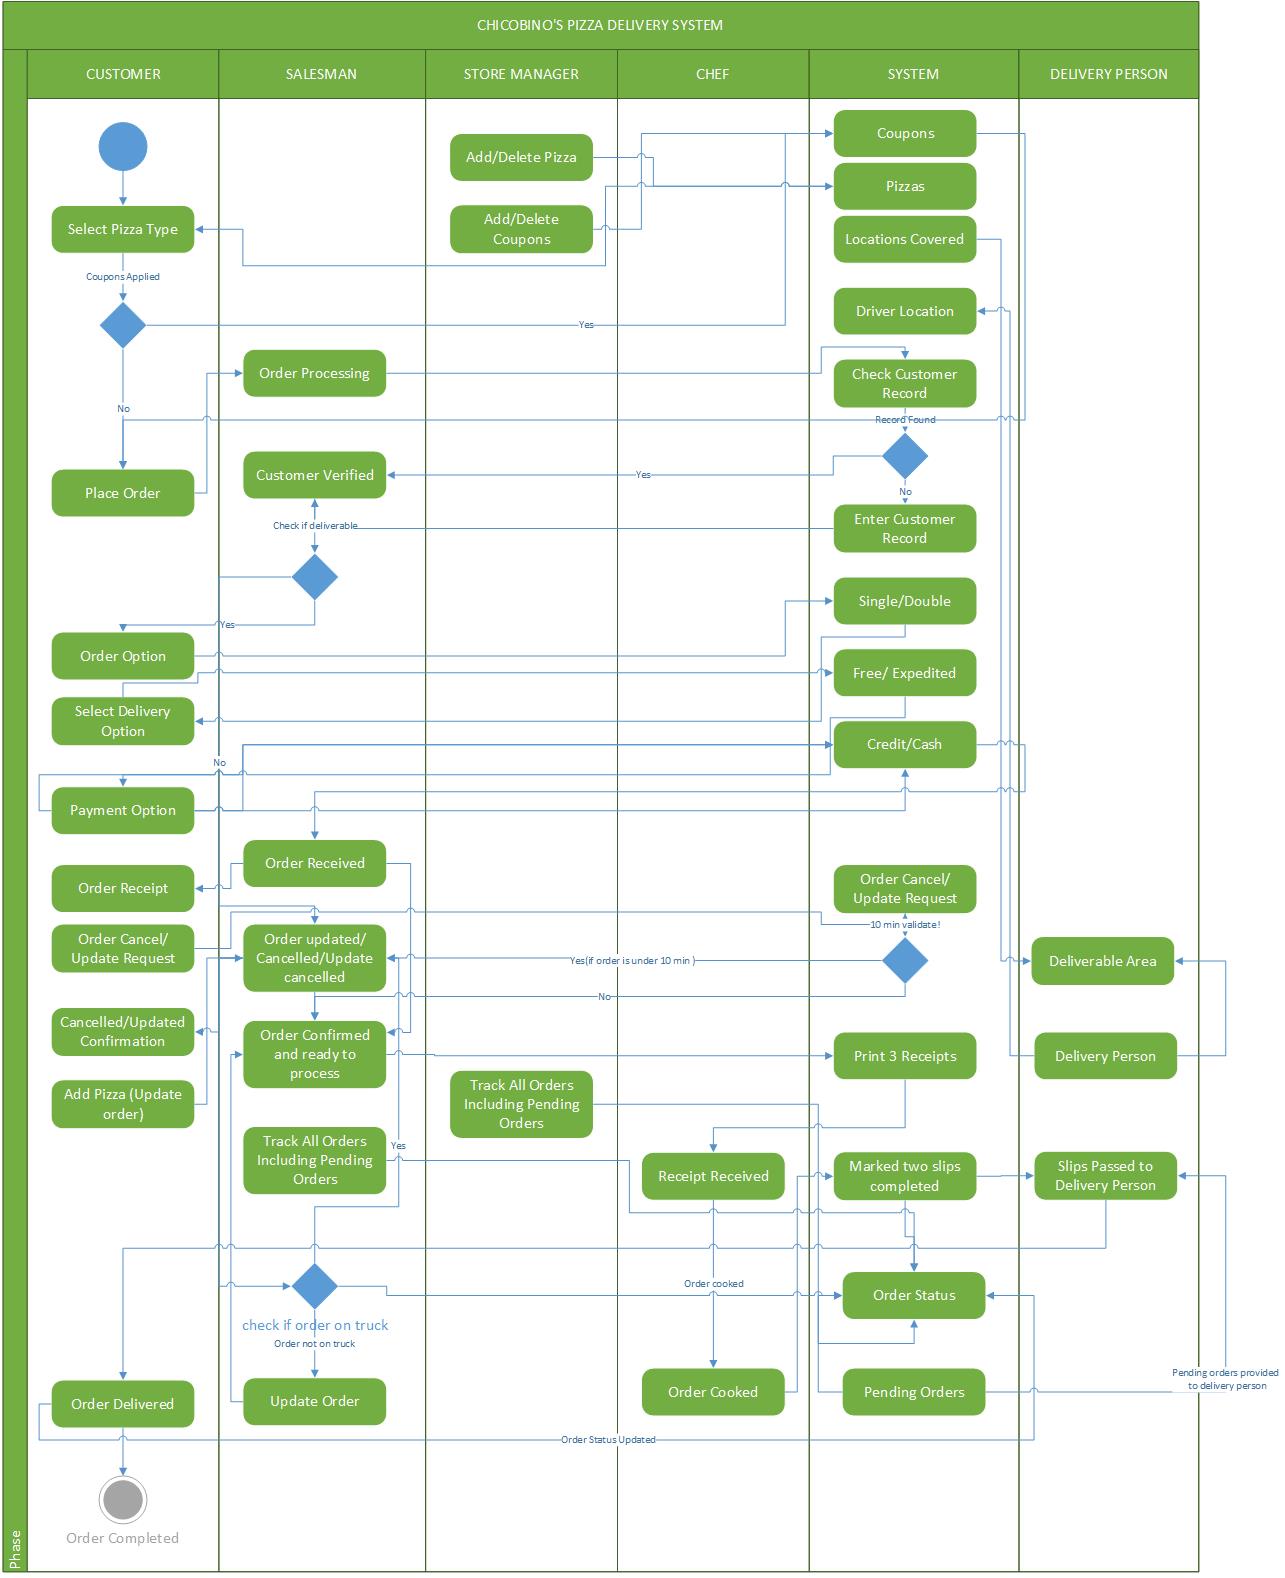 CHICOBINO'S PIZZA DELIVERY SYSTEM
CUSTOMER
SALESMAN
STORE MANAGER
CHEF
SYSTEM
DELIVERY PERSON
Coupons
Add/Delete Pizza
Pizzas
Select Pizza Type
Add/Delete
Coupons
Locations Covered
Coupons Applied
Driver Location
Yes
Order Processing
Check Customer
Record
No
Record Found
Customer Verified
Yes
Place Order
No
Check if deliverable
Enter Customer
Record
Single/Double
Yes
Order Option
Free/ Expedited
Select Delivery
Option
Credit/Cash
No
Payment Option
Order Received
Order Receipt
Order Cancel/
Update Request
10 min validate!
Order Cancel/
Update Request
Order updated/
Cancelled/Update
cancelled
Yes(if order is under 10 min )
Deliverable Area
No
Cancelled/Updated
Confirmation
Order Confirmed
and ready to
process
Print 3 Receipts
Delivery Person
Add Pizza (Update
order)
Track All Orders
Including Pending
Orders
Track All Orders
Including Pending
Orders
Yes
Receipt Received
Marked two slips
completed
Slips Passed to
Delivery Person
Order cooked
Order Status
check if order on truck
Order not on truck
Pending orders provided
to delivery person
Order Delivered
Update Order
Order Cooked
Pending Orders
Order Status Updated
Order Completed
Phase